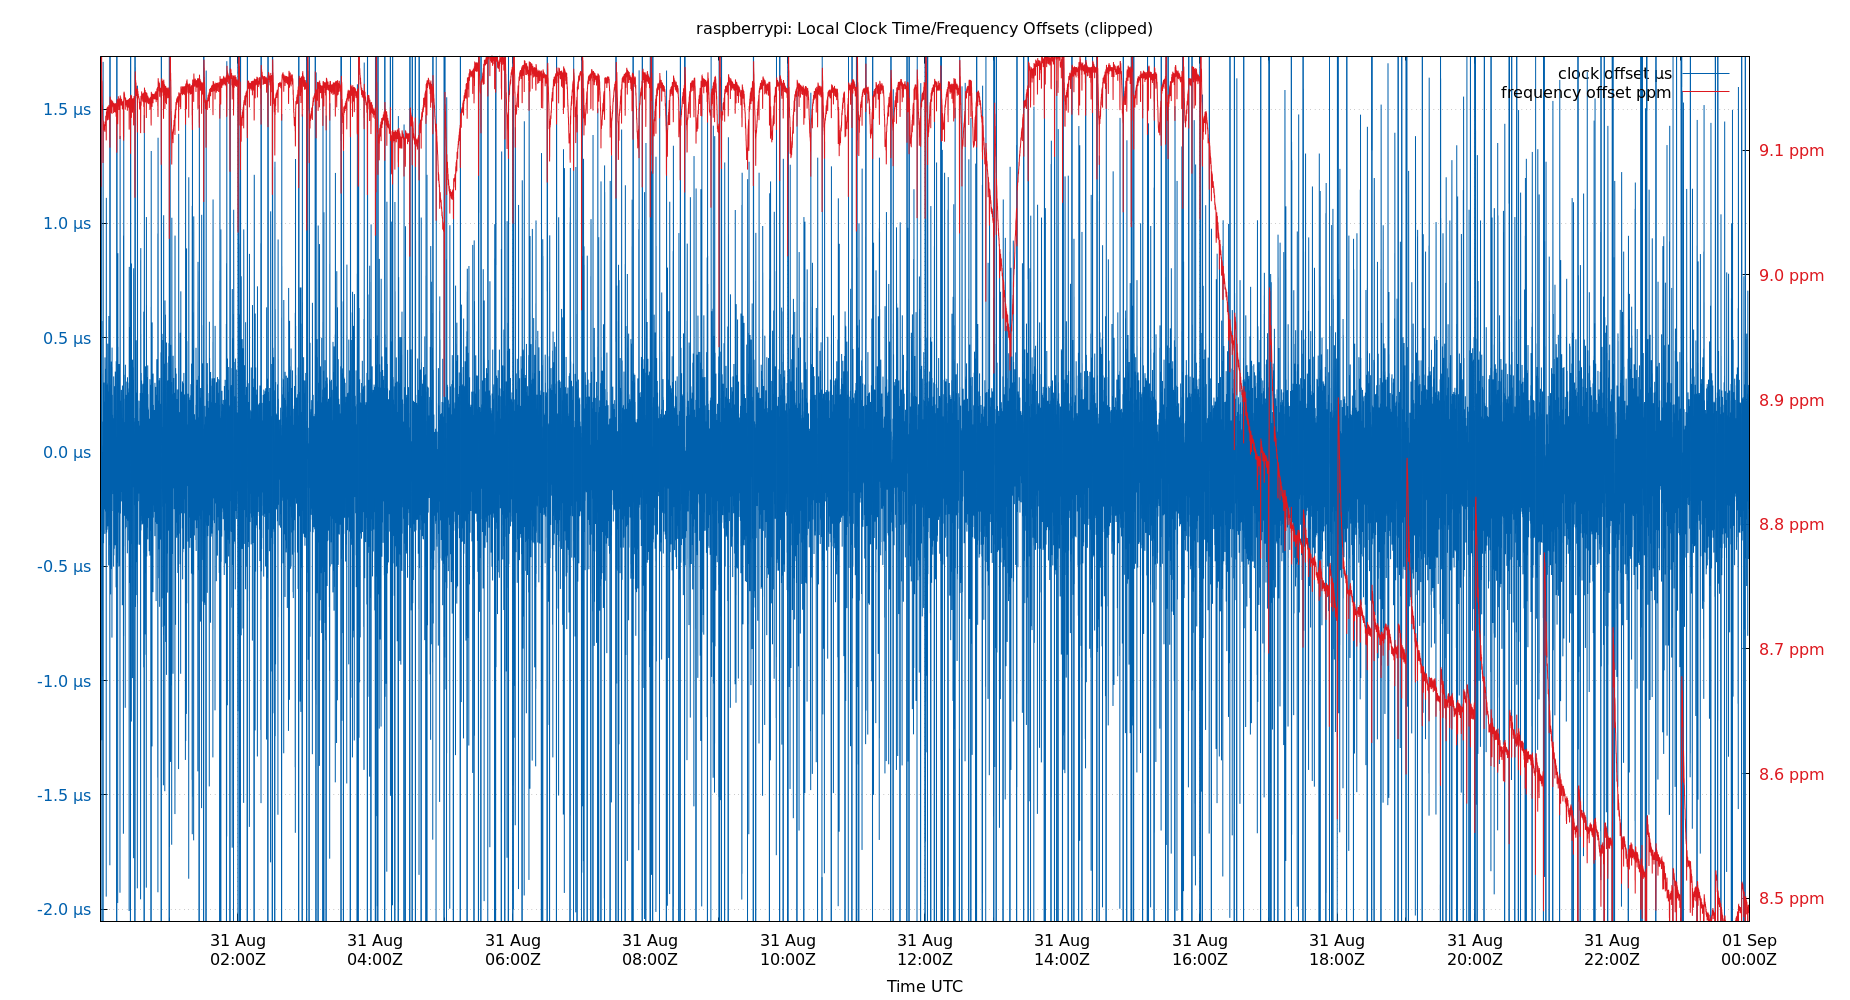 raspberrypi: Local Clock Time/Frequency Offsets (clipped)
clock offset µs
frequency offset ppm
1.5 µs
1.0 µs
0.5 µs
0.0 µs
-0.5 µs
-1.0 µs
-1.5 µs
-2.0 µs
9.1 ppm
9.0 ppm
8.9 ppm
8.8 ppm
8.7 ppm
8.6 ppm
8.5 ppm
31 Aug 31 Aug 31 Aug 31 Aug 31 Aug 31 Aug 31 Aug 31 Aug 31 Aug 31 Aug 31 Aug 01 Sep
02:00Z 04:00Z 06:00Z 08:00Z 10:00Z 12:00Z 14:00Z 16:00Z 18:00Z 20:00Z 22:00Z 00:00Z
Time UTC